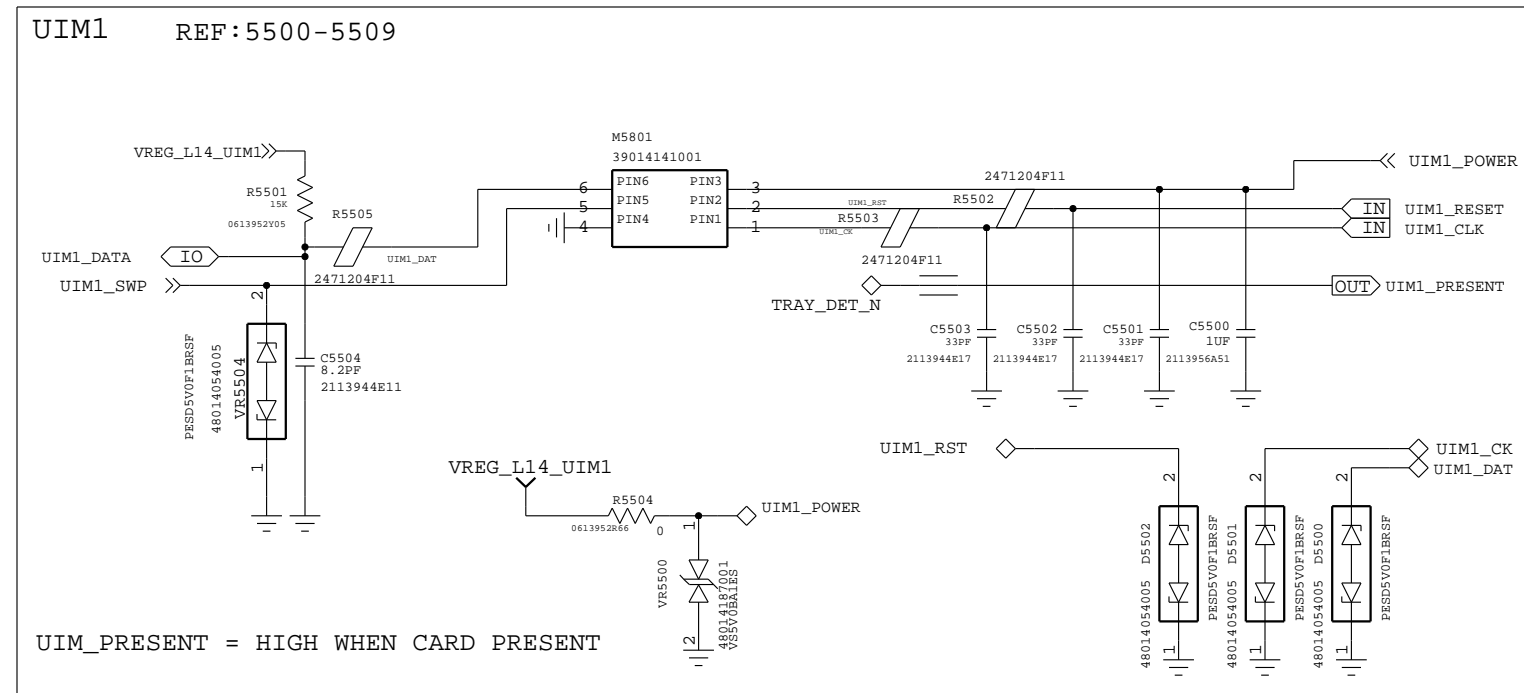 UIM1 REF:5500-5509
M5801
39014141001
VREG_L14_UIM1
R5501
15K
0613952Y05
R5505
UIM1_DAT
2471204F11
UIM1_DATA
IO
UIM1_SWP
6
5
4
PIN6 PIN3
PIN5 PIN2
PIN4 PIN1
3
2
1
UIM1_RST
R5503
UIM1_CK
2471204F11
2471204F11
R5502
UIM1_POWER
IN UIM1_RESET
IN UIM1_CLK
TRAY_DET_N
OUT UIM1_PRESENT
2
PESD5V0F1BRSF
48014054005
VR5504
1
C5504
8.2PF
2113944E11
C5503
33PF
2113944E17
C5502
33PF
2113944E17
C5501
33PF
2113944E17
C5500
1UF
2113956A51
VREG_L14_UIM1
R5504
0613952R66
0
1
UIM1_POWER
VR5500
48014187001
VS5V0BA1ES
2
UIM1_RST
UIM1_CK
UIM1_DAT
2
48014054005 D5502
PESD5V0F1BRSF
1
2
48014054005 D5501
PESD5V0F1BRSF
1
2
48014054005 D5500
PESD5V0F1BRSF
1
UIM_PRESENT = HIGH WHEN CARD PRESENT